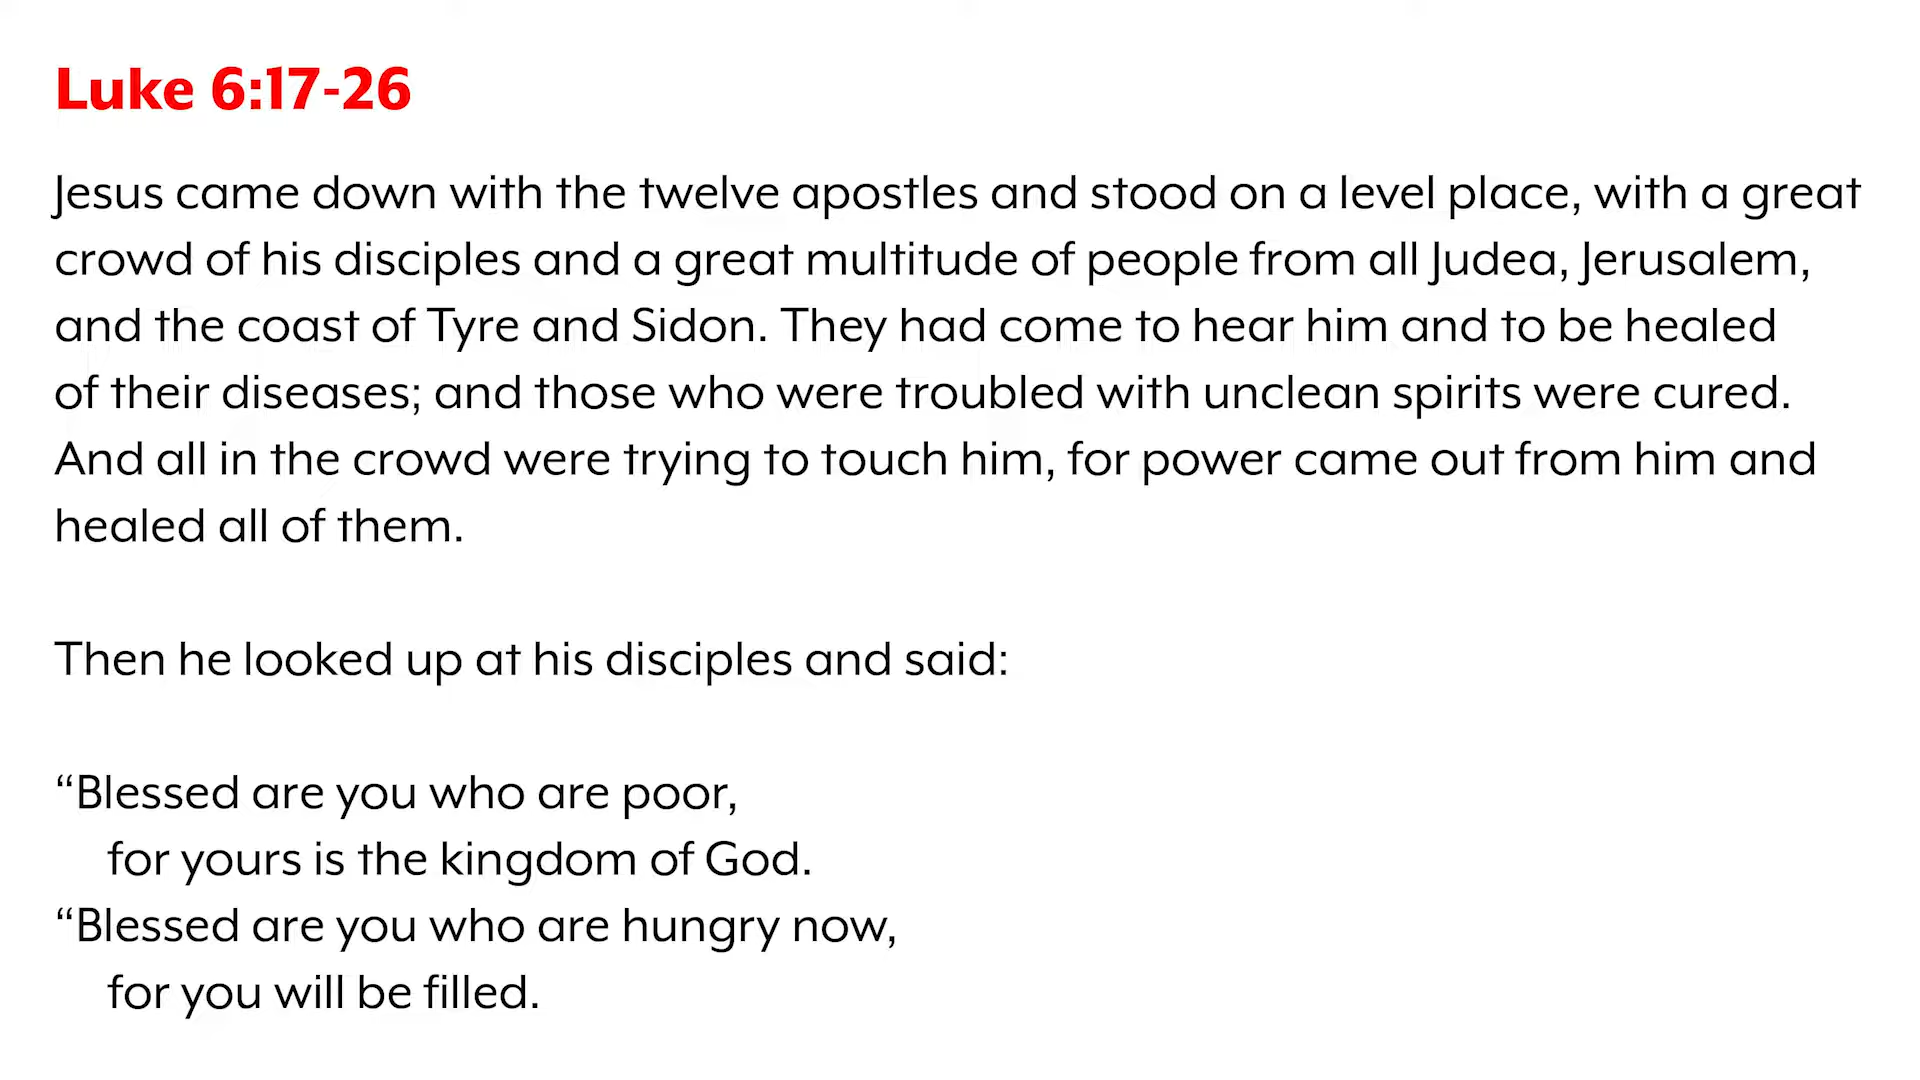 Luke 6:17-26
Jesus came down with the twelve apostles and stood on a level place, with a great
crowd of his disciples and a great multitude of people from all Judea, Jerusalem,
and the coast of Tyre and Sidon. They had come to hear him and to be healed
of their diseases; and those who were troubled with unclean spirits were cured.
And all in the crowd were trying to touch him, for power came out from him and
healed all of them.
Then he looked up at his disciples and said:
“Blessed are you who are poor,
for yours is the kingdom of God.
“Blessed are you who are hungry now,
for you will be filled.